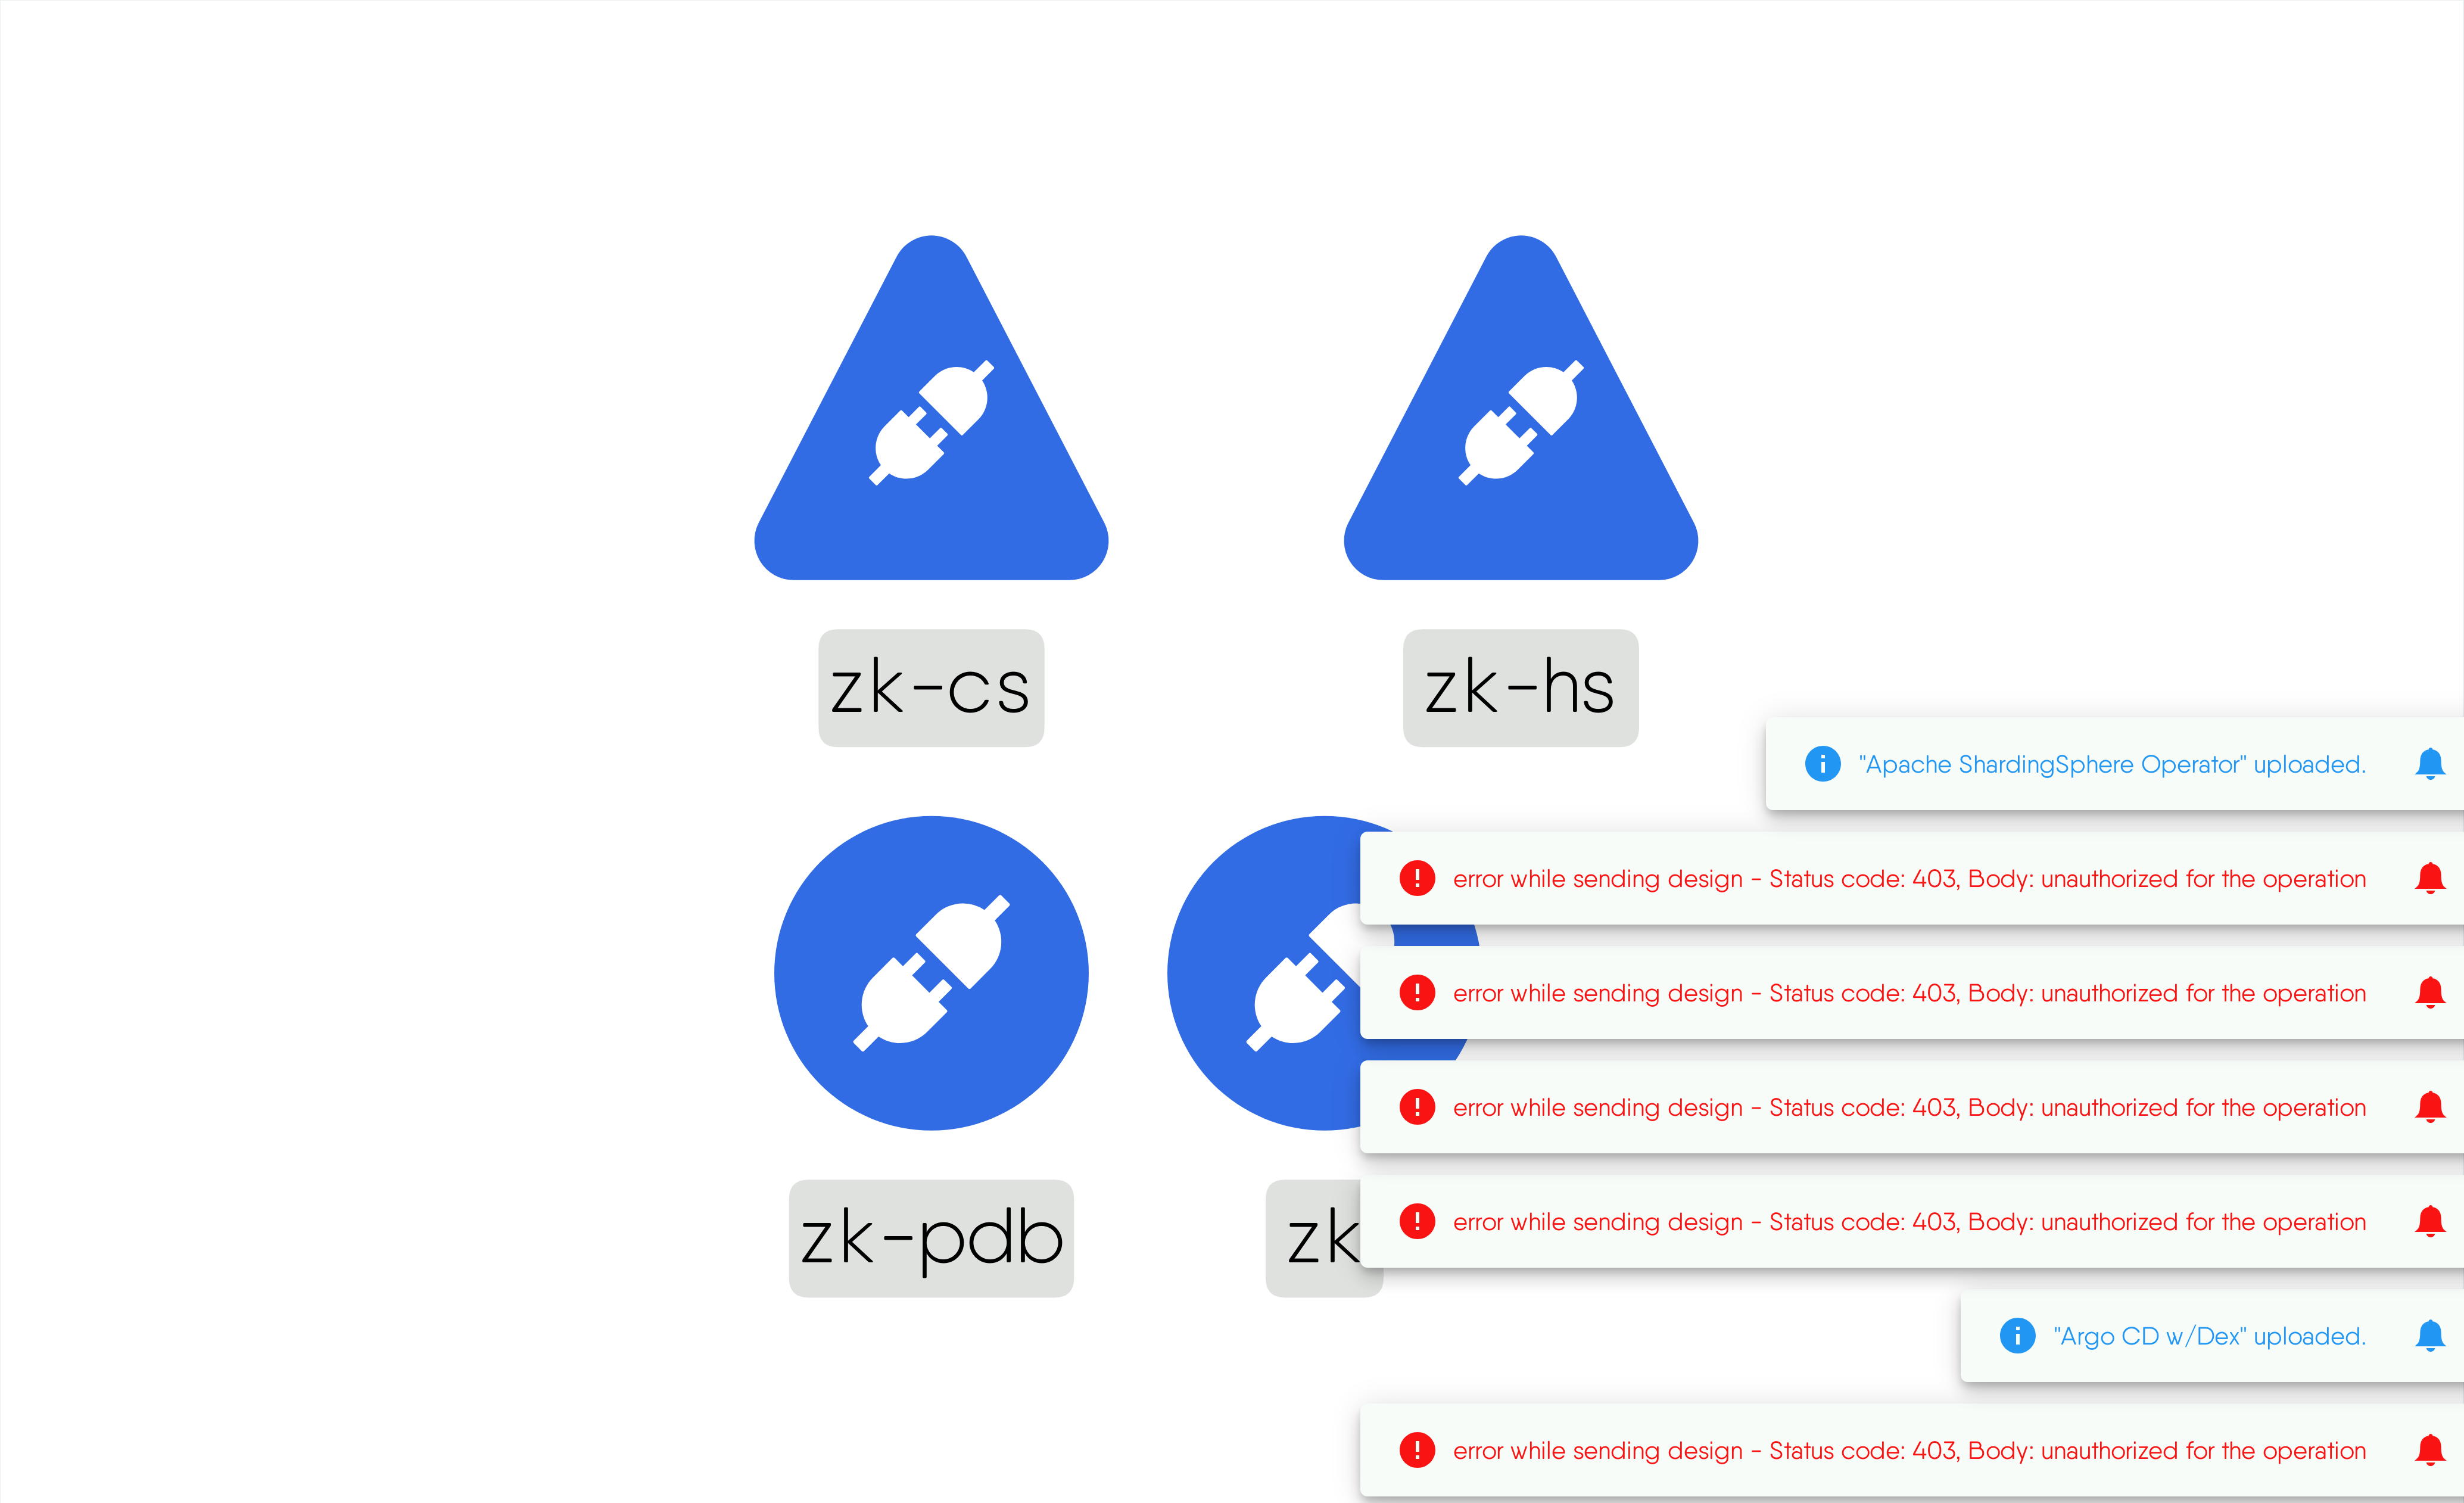 zk-cs
zk-hs
"Apache ShardingSphere Operator" uploaded.
error while sending design - Status code: 403, Body: unauthorized for the operation
error while sending design - Status code: 403, Body: unauthorized for the operation
error while sending design - Status code: 403, Body: unauthorized for the operation
zk-pdb
zk
error while sending design - Status code: 403, Body: unauthorized for the operation
"Argo CD w/Dex" uploaded.
error while sending design - Status code: 403, Body: unauthorized for the operation